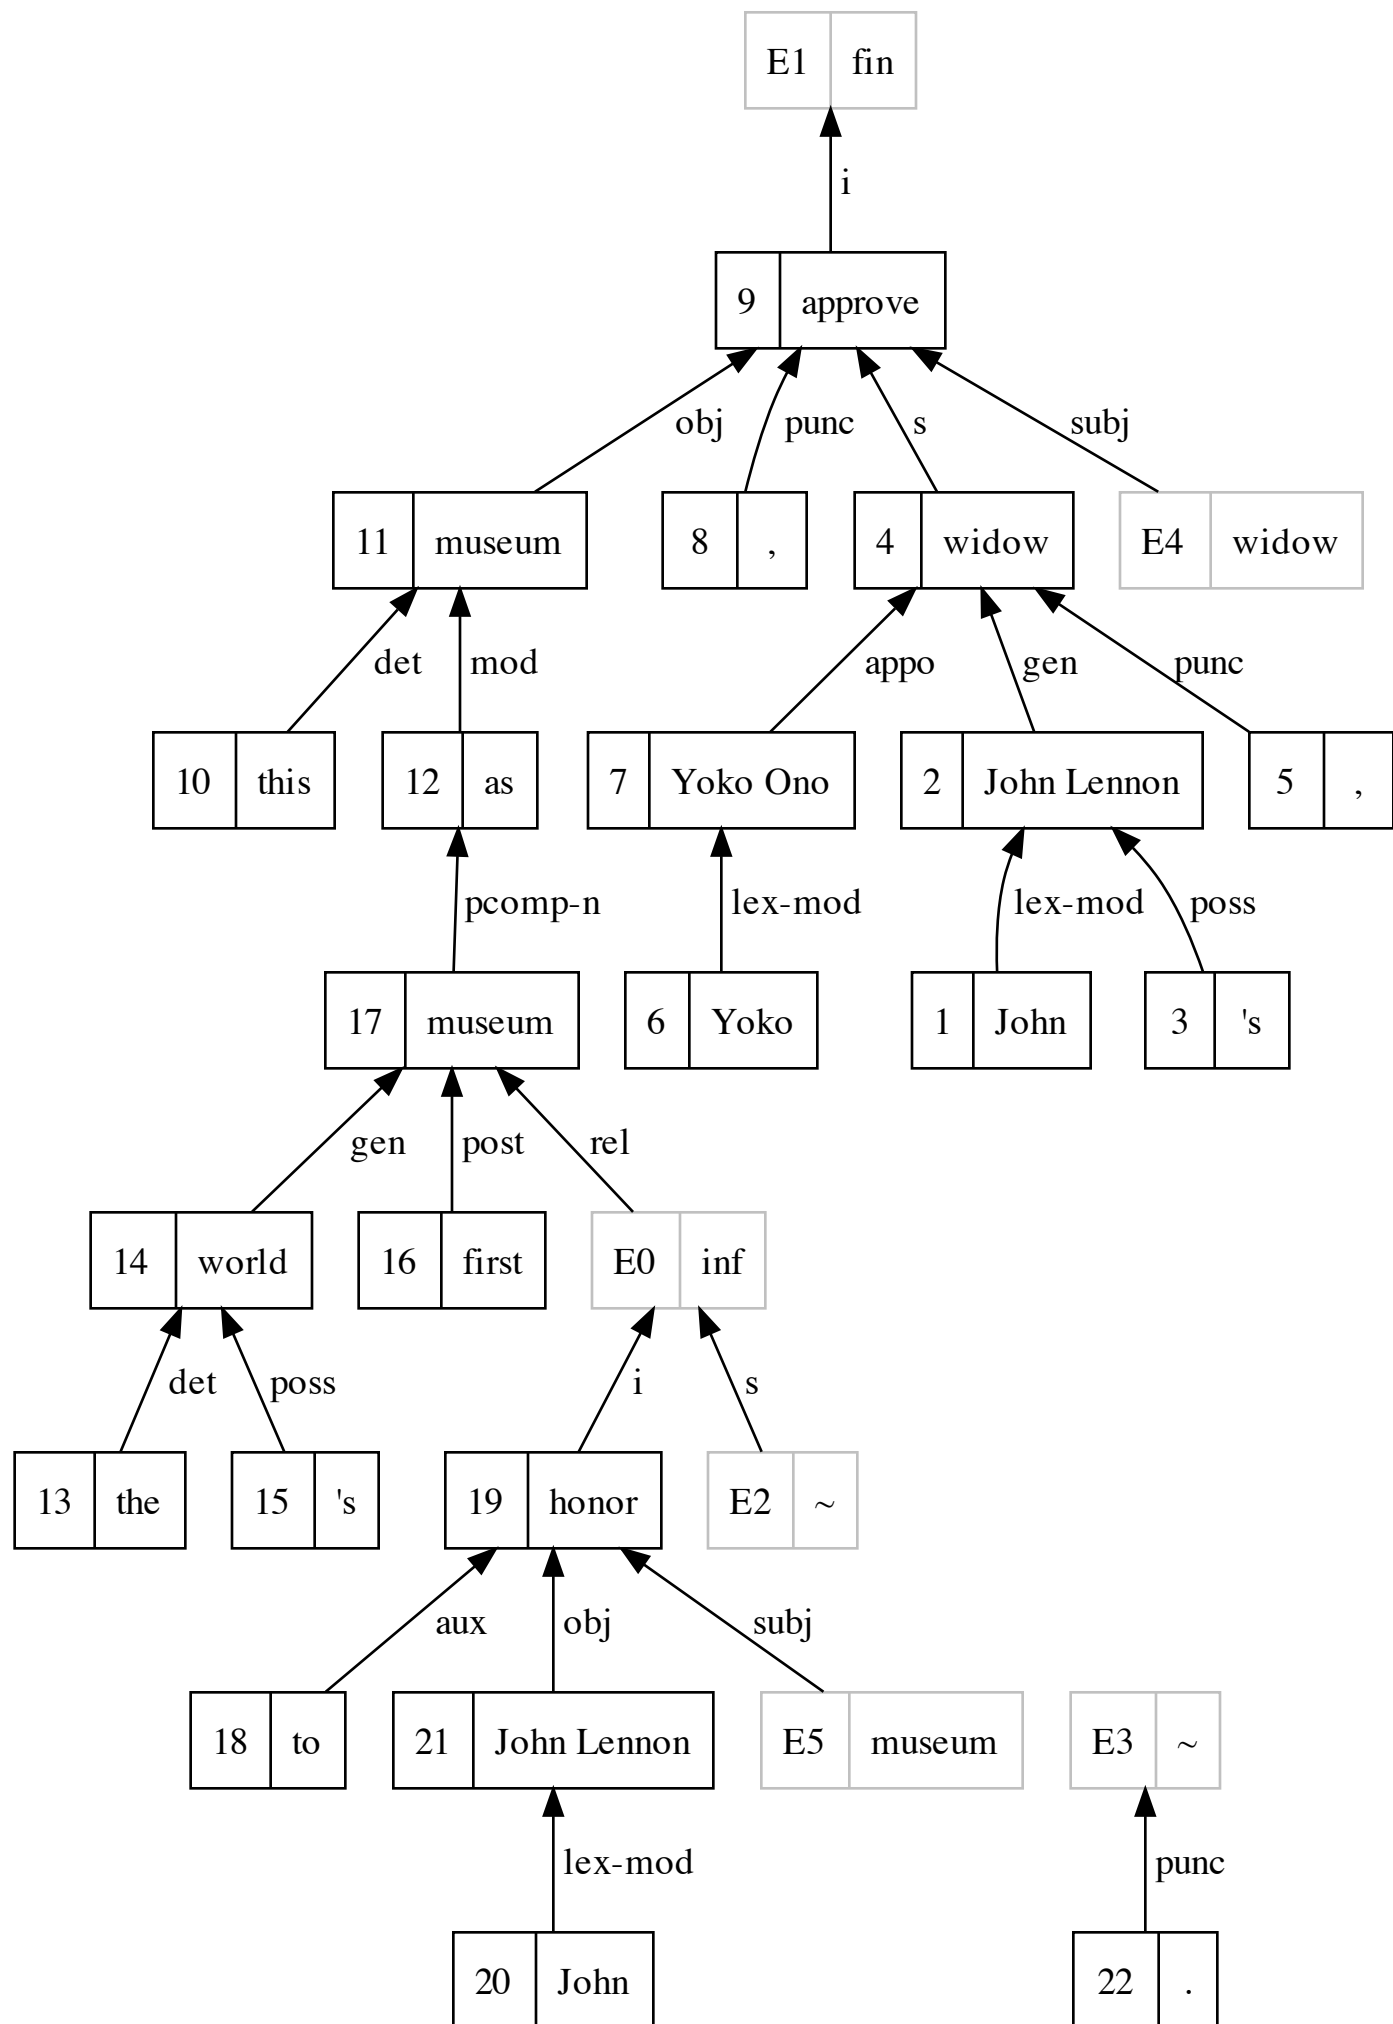 E1 fin
i
9 approve
obj punc s subj
11 museum 8 , 4 widow E4 widow
det mod appo gen punc
10 this 12 as 7 Yoko Ono 2 John Lennon 5 ,
pcomp-n lex-mod lex-mod poss
17 museum 6 Yoko 1 John 3 's
gen post rel
14 world 16 first E0 inf
det poss i s
13 the 15 's 19 honor E2 ~
aux obj subj
18 to 21 John Lennon E5 museum E3 ~
lex-mod punc
20 John 22 .